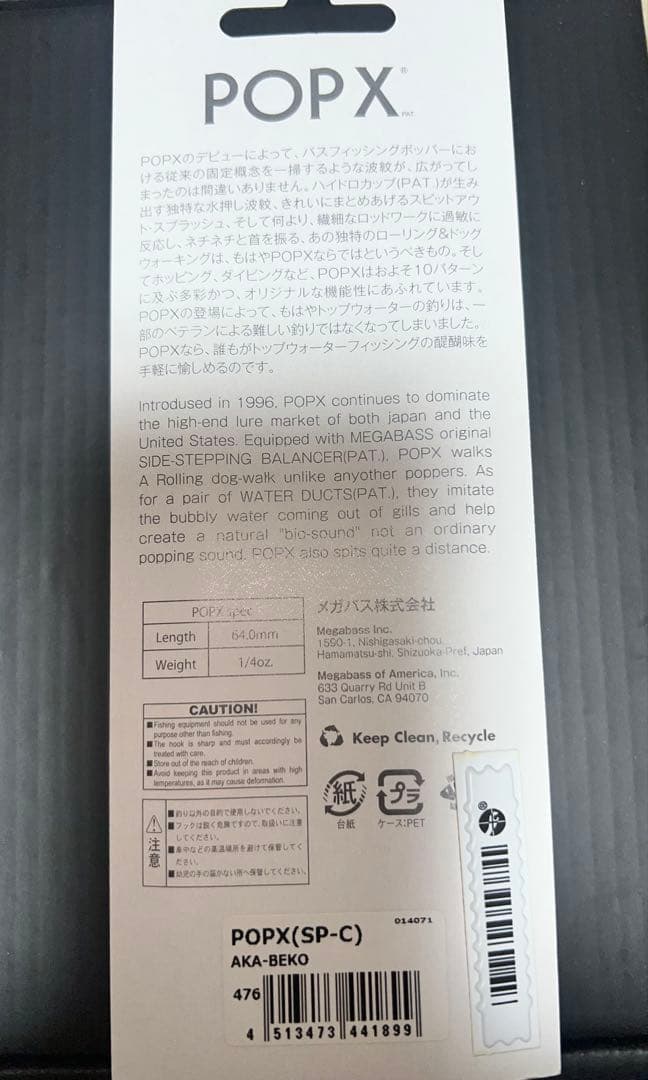 POPX®
PAT.
POPXのデビューによって、バスフィッシングポッパーにお
ける従来の固定概念を一掃するような波紋が、広がってし
まったのは間違いありません。ハイドロカップ(PAT.)が生み
出す独特な水押し波紋、きれいにまとめあげるスピットアウ
ト・スプラッシュ、そして何より、繊細なロッドワークに過敏に
反応し、ネチネチと首を振る、あの独特のローリング&ドッグ
ウォーキングは、もはやPOPXならではというべきもの。そし
てホッピング、ダイビングなど、POPXはおよそ10パターン
に及ぶ多彩かつ、オリジナルな機能性にあふれています。
POPXの登場によって、もはやトップウォーターの釣りは、一
部のベテランによる難しい釣りではなくなってしまいました。
POPXなら、誰もがトップウォーターフィッシングの醍醐味を
手軽に愉しめるのです。
Introdused in 1996, POPX continues to dominate
the high-end lure market of both japan and the
United States. Equipped with MEGABASS original
SIDE-STEPPING BALANCER(PAT.), POPX walks
A Rolling dog-walk unlike anyother poppers. As
for a pair of WATER DUCTS(PAT.), they imitate
the bubbly water coming out of gills and help
create a natural "bio-sound" not an ordinary
popping sound. POPX also spits quite a distance.
POPX spec
Length 64.0mm
Weight 1/4oz.
メガバス株式会社
Megabass Inc.
1590-1, Nishigasaki-chou,
Hamamatsu-shi, Shizuoka-Pref, Japan
Megabass of America, Inc.
633 Quarry Rd Unit B
San Carlos, CA 94070
CAUTION!
■Fishing equipment should not be used for any
purpose other than fishing.
■The hook is sharp and must accordingly be
treated with care.
■Store out of the reach of children.
■Avoid keeping this product in areas with high
temperatures, as it may cause deformation.
Keep Clean, Recycle
紙
台紙
プラ
ケース:PET
注意
■釣り以外の目的で使用しないでください。
■フックは鋭く危険ですので、取扱いに注意
してください。
■車中などの高温場所を避けて保管してく
ださい。
■幼児の手の届かない所へ保管してください。
014071
POPX(SP-C)
AKA-BEKO
476
4 513473 441899
®